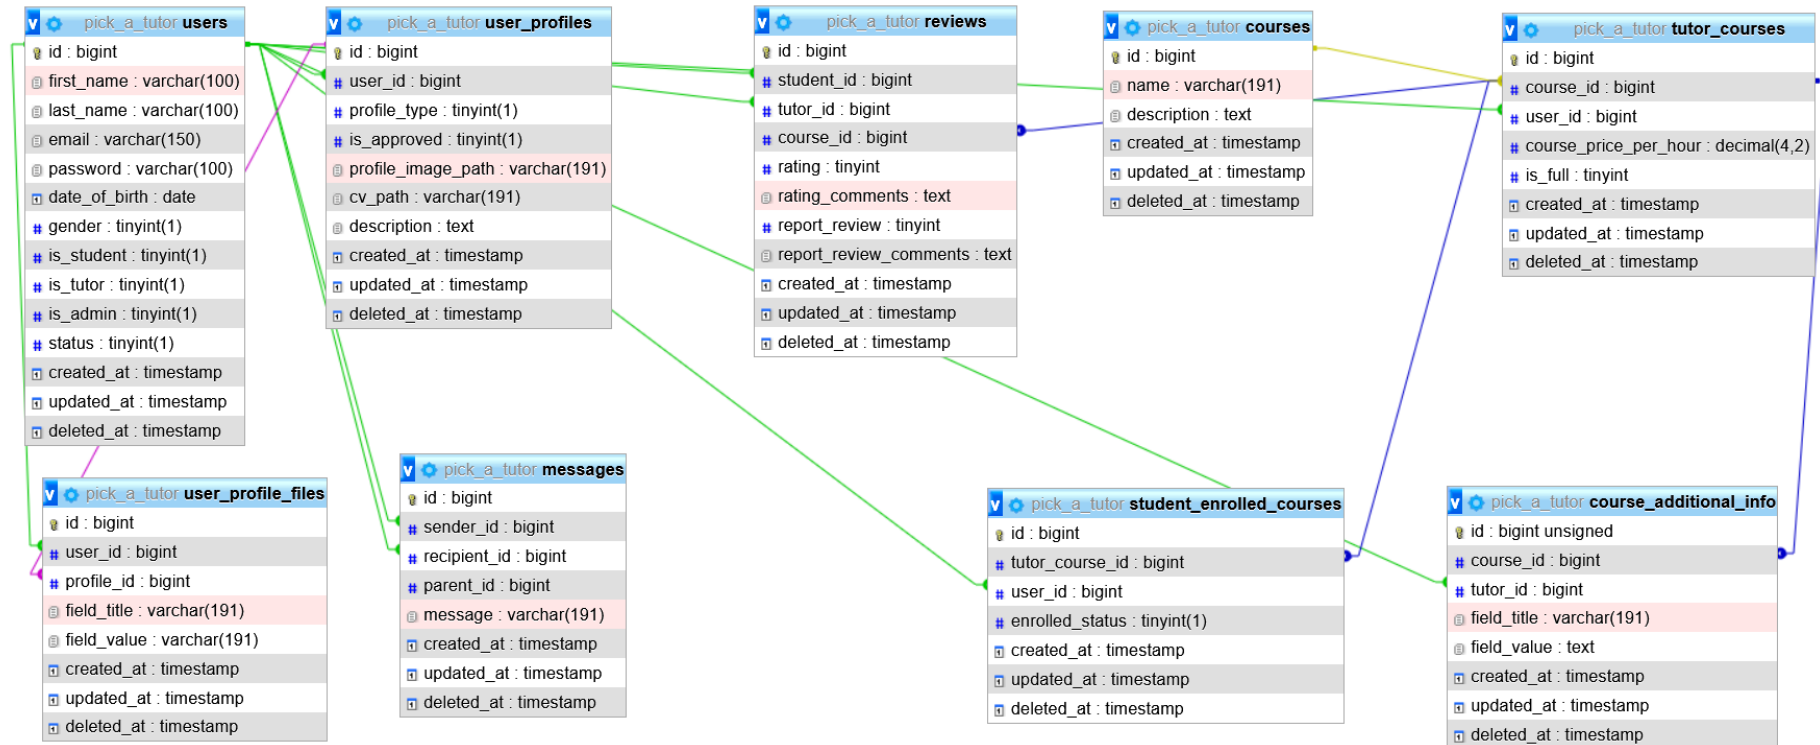 pick_a_tutor users
id : bigint
first_name : varchar(100)
last_name : varchar(100)
email : varchar(150)
password : varchar(100)
date_of_birth : date
gender : tinyint(1)
is_student : tinyint(1)
is_tutor : tinyint(1)
is_admin : tinyint(1)
status : tinyint(1)
created_at : timestamp
updated_at : timestamp
deleted_at : timestamp
pick_a_tutor user_profiles
id : bigint
user_id : bigint
profile_type : tinyint(1)
is_approved : tinyint(1)
profile_image_path : varchar(191)
cv_path : varchar(191)
description : text
created_at : timestamp
updated_at : timestamp
deleted_at : timestamp
pick_a_tutor reviews
id : bigint
student_id : bigint
tutor_id : bigint
course_id : bigint
rating : tinyint
rating_comments : text
report_review : tinyint
report_review_comments : text
created_at : timestamp
updated_at : timestamp
deleted_at : timestamp
pick_a_tutor courses
id : bigint
name : varchar(191)
description : text
created_at : timestamp
updated_at : timestamp
deleted_at : timestamp
pick_a_tutor tutor_courses
id : bigint
course_id : bigint
user_id : bigint
course_price_per_hour : decimal(4,2)
is_full : tinyint
created_at : timestamp
updated_at : timestamp
deleted_at : timestamp
pick_a_tutor user_profile_files
id : bigint
user_id : bigint
profile_id : bigint
field_title : varchar(191)
field_value : varchar(191)
created_at : timestamp
updated_at : timestamp
deleted_at : timestamp
pick_a_tutor messages
id : bigint
sender_id : bigint
recipient_id : bigint
parent_id : bigint
message : varchar(191)
created_at : timestamp
updated_at : timestamp
deleted_at : timestamp
pick_a_tutor student_enrolled_courses
id : bigint
tutor_course_id : bigint
user_id : bigint
enrolled_status : tinyint(1)
created_at : timestamp
updated_at : timestamp
deleted_at : timestamp
pick_a_tutor course_additional_info
id : bigint unsigned
course_id : bigint
tutor_id : bigint
field_title : varchar(191)
field_value : text
created_at : timestamp
updated_at : timestamp
deleted_at : timestamp